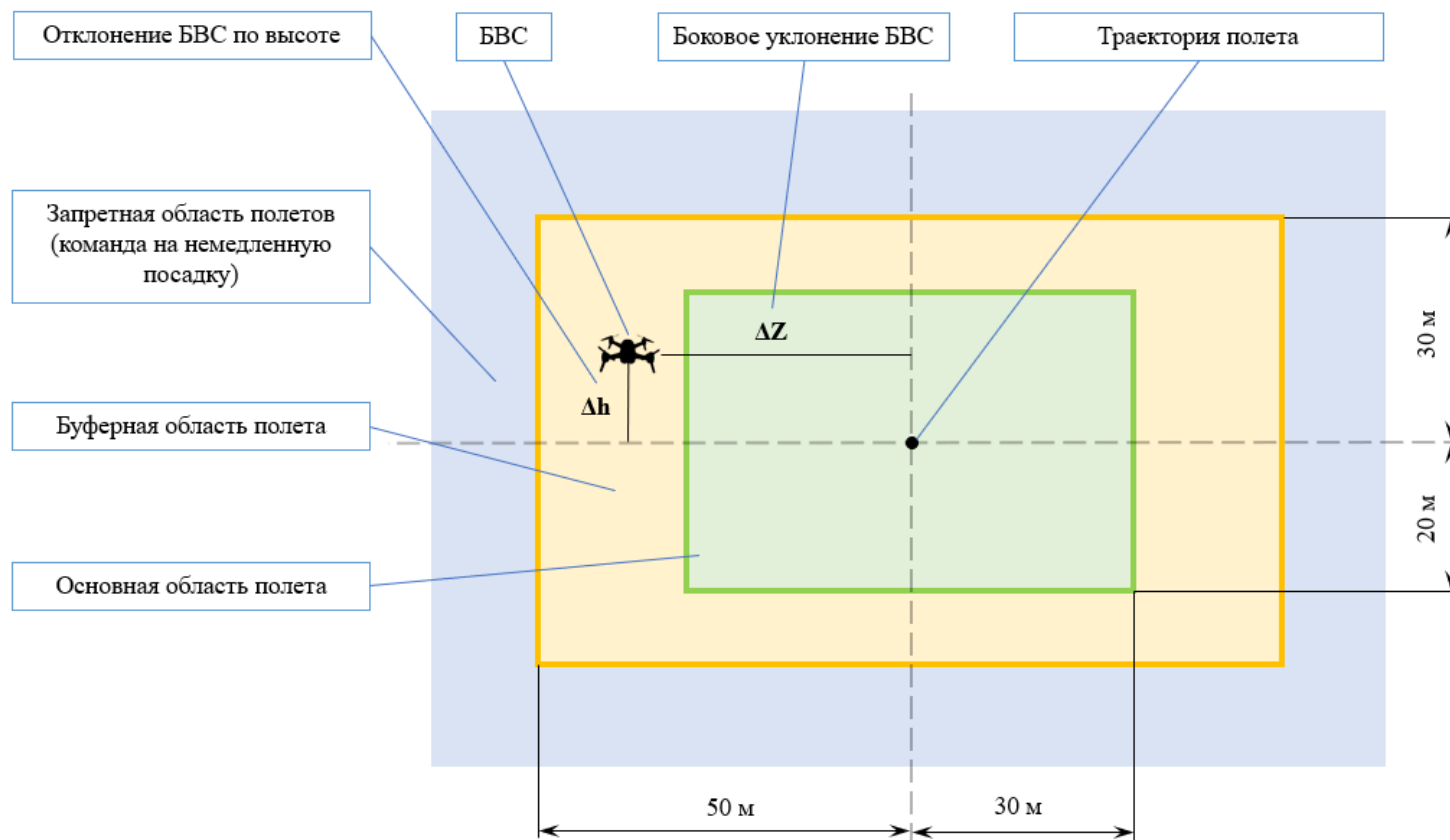 Отклонение БВС по высоте
БВС
Боковое уклонение БВС
Траектория полета
Запретная область полетов
(команда на немедленную
посадку)
ΔZ
30 м
Δh
Буферная область полета
20 м
Основная область полета
50 м
30 м